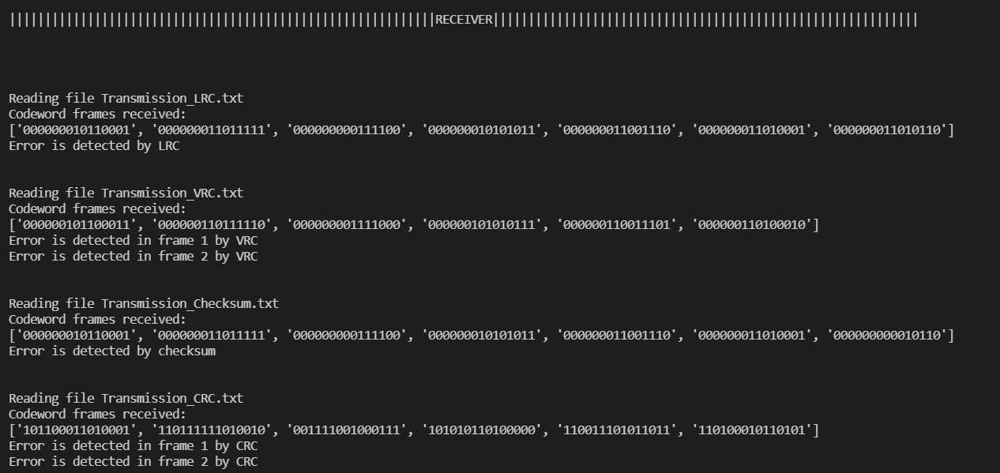 ||||||||||||||||||||||||||||||||||||||||||||||||||||||||||||RECEIVER||||||||||||||||||||||||||||||||||||||||||||||||||||||||||||
Reading file Transmission_LRC.txt
Codeword frames received:
['000000010110001', '000000011011111', '000000000111100', '000000010101011', '000000011001110', '000000011010001', '000000011010110']
Error is detected by LRC
Reading file Transmission_VRC.txt
Codeword frames received:
['000000101100011', '000000110111110', '000000001111000', '000000101010111', '000000110011101', '000000110100010']
Error is detected in frame 1 by VRC
Error is detected in frame 2 by VRC
Reading file Transmission_Checksum.txt
Codeword frames received:
['000000010110001', '000000011011111', '000000000111100', '000000010101011', '000000011001110', '000000011010001', '000000000010110']
Error is detected by checksum
Reading file Transmission_CRC.txt
Codeword frames received:
['101100011010001', '110111111010010', '001111001000111', '101010110100000', '110011101011011', '110100010110101']
Error is detected in frame 1 by CRC
Error is detected in frame 2 by CRC